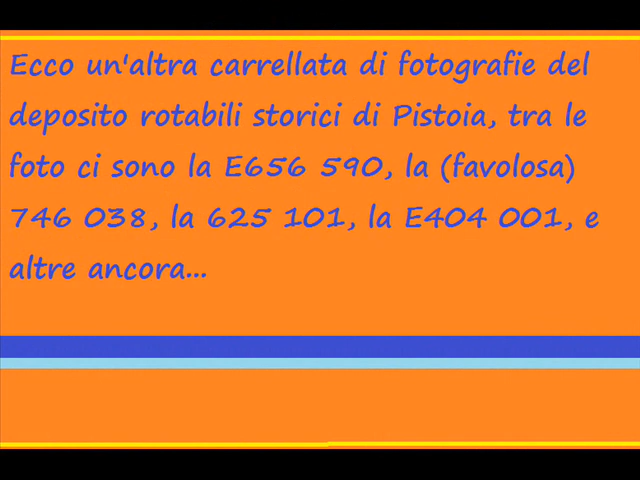 Ecco un'altra carrellata di fotografie del
deposito rotabili storici di Pistoia, tra le
foto ci sono la E656 590, la (favolosa)
746 038, la 625 101, la E404 001, e
altre ancora...